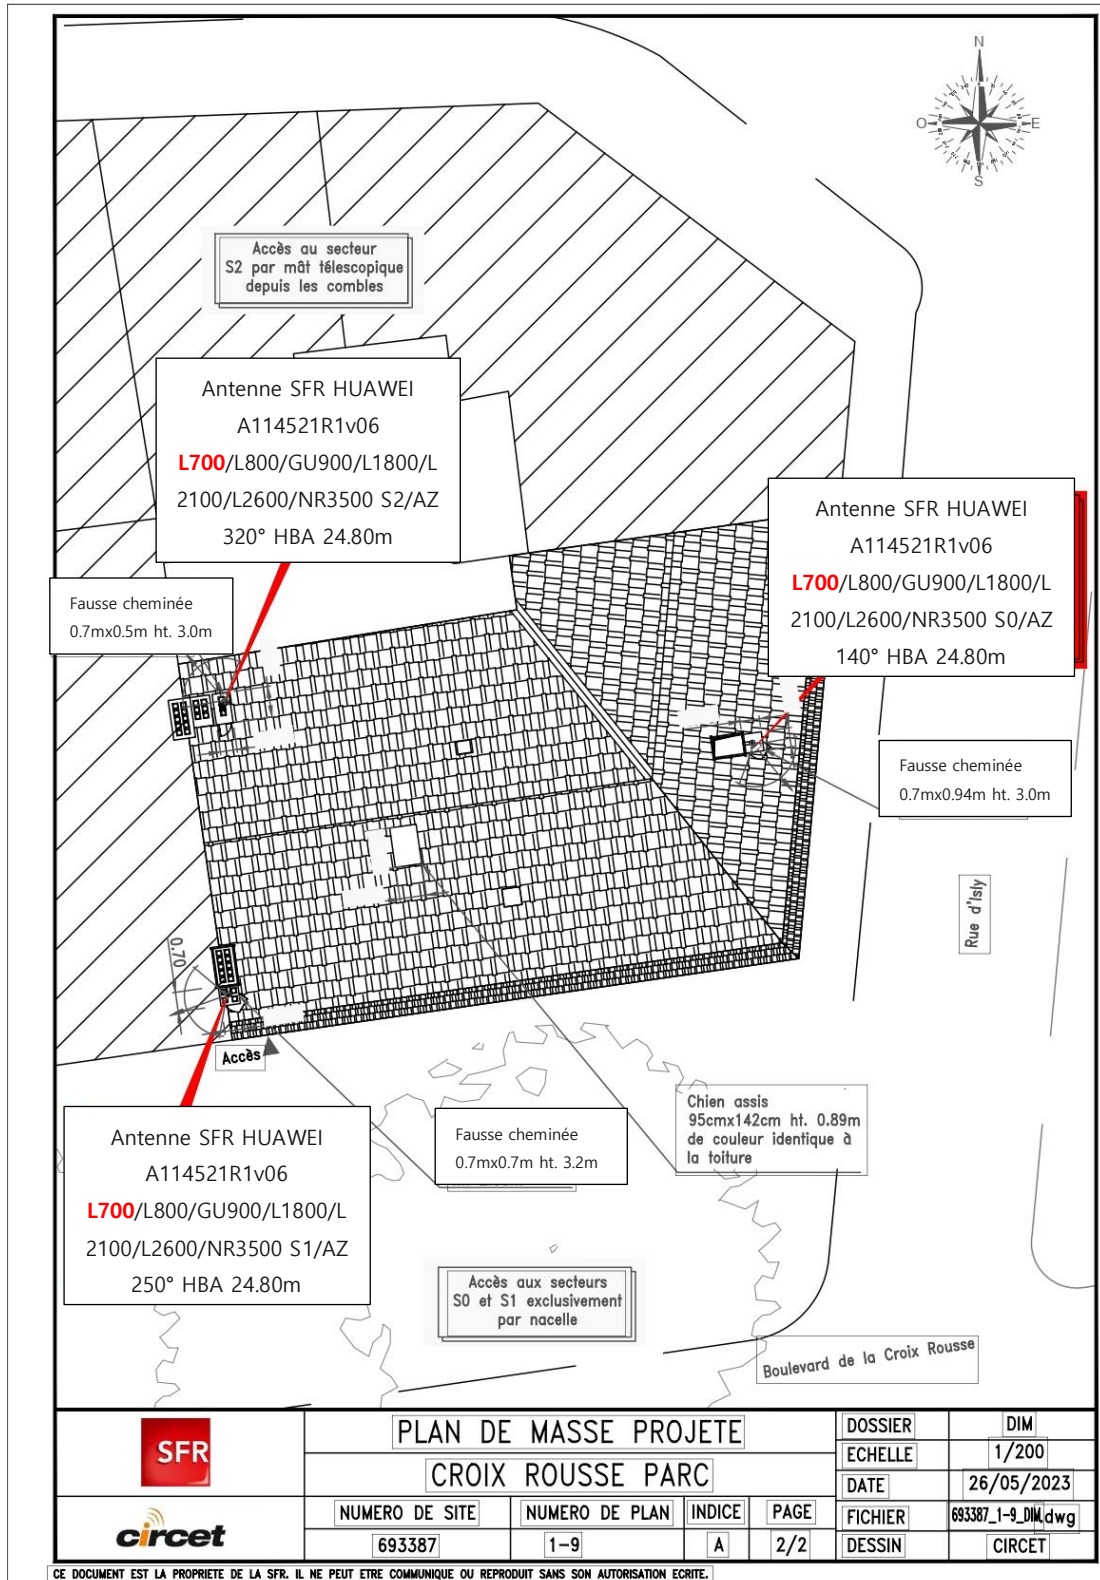 N
O
E
S
Accès au secteur
S2 par mât télescopique
depuis les combles
Antenne SFR HUAWEI
A114521R1v06
L700/L800/GU900/L1800/L
2100/L2600/NR3500 S2/AZ
320° HBA 24.80m
Antenne SFR HUAWEI
A114521R1v06
L700/L800/GU900/L1800/L
2100/L2600/NR3500 S0/AZ
140° HBA 24.80m
Fausse cheminée
0.7mx0.5m ht. 3.0m
Fausse cheminée
0.7mx0.94m ht. 3.0m
Rue d'Isly
0.70
Accès
Chien assis
95cmx142cm ht. 0.89m
de couleur identique à
la toiture
Fausse cheminée
0.7mx0.7m ht. 3.2m
Antenne SFR HUAWEI
A114521R1v06
L700/L800/GU900/L1800/L
2100/L2600/NR3500 S1/AZ
250° HBA 24.80m
Accès aux secteurs
S0 et S1 exclusivement
par nacelle
Boulevard de la Croix Rousse
SFR
circet
PLAN DE MASSE PROJETE
CROIX ROUSSE PARC
NUMERO DE SITE NUMERO DE PLAN INDICE PAGE
693387 1-9 A 2/2
DOSSIER DIM
ECHELLE 1/200
DATE 26/05/2023
FICHIER 693387_1-9_DIM.dwg
DESSIN CIRCET
CE DOCUMENT EST LA PROPRIETE DE LA SFR. IL NE PEUT ETRE COMMUNIQUE OU REPRODUIT SANS SON AUTORISATION ECRITE.